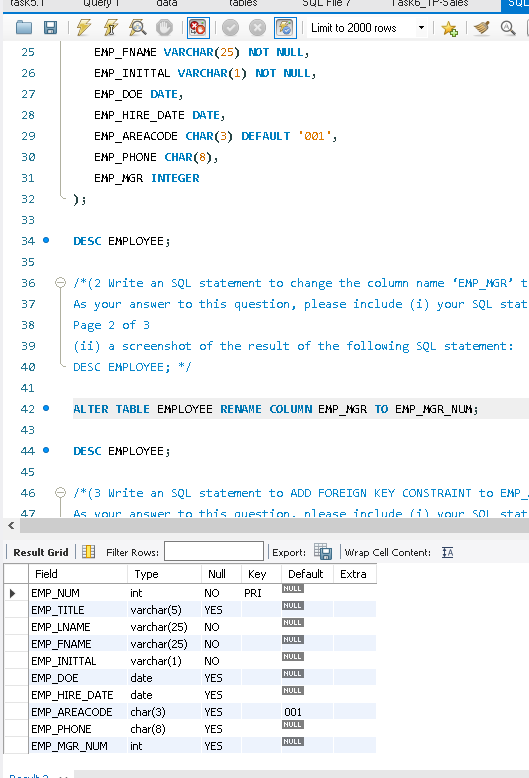 task5.1 Query 1 data tables SQL File 7 Task6_TP-Sales SQL
Limit to 2000 rows
25 EMP_FNAME VARCHAR(25) NOT NULL,
26 EMP_INITTAL VARCHAR(1) NOT NULL,
27 EMP_DOE DATE,
28 EMP_HIRE_DATE DATE,
29 EMP_AREACODE CHAR(3) DEFAULT '001',
30 EMP_PHONE CHAR(8),
31 EMP_MGR INTEGER
32 );
33
34 DESC EMPLOYEE;
35
36 /*(2 Write an SQL statement to change the column name ‘EMP_MGR’ t
37 As your answer to this question, please include (i) your SQL stat
38 Page 2 of 3
39 (ii) a screenshot of the result of the following SQL statement:
40 DESC EMPLOYEE; */
41
42 ALTER TABLE EMPLOYEE RENAME COLUMN EMP_MGR TO EMP_MGR_NUM;
43
44 DESC EMPLOYEE;
45
46 /*(3 Write an SQL statement to ADD FOREIGN KEY CONSTRAINT to EMP_
47 As your answer to this question, please include (i) your SQL stat
Result Grid Filter Rows: Export: Wrap Cell Content: IA
Field Type Null Key Default Extra
EMP_NUM int NO PRI NULL
EMP_TITLE varchar(5) YES NULL
EMP_LNAME varchar(25) NO NULL
EMP_FNAME varchar(25) NO NULL
EMP_INITTAL varchar(1) NO NULL
EMP_DOE date YES NULL
EMP_HIRE_DATE date YES NULL
EMP_AREACODE char(3) YES 001
EMP_PHONE char(8) YES NULL
EMP_MGR_NUM int YES NULL